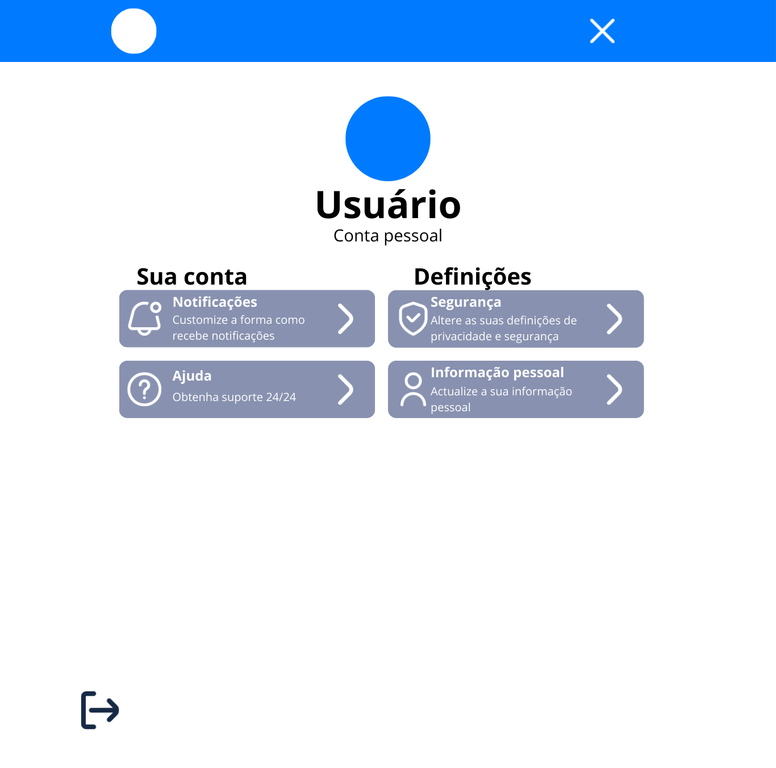 Usuário
Conta pessoal
Sua conta
Notificações
Customize a forma como
recebe notificações
Ajuda
Obtenha suporte 24/24
Definições
Segurança
Altere as suas definições de
privacidade e segurança
Informação pessoal
Actualize a sua informação
pessoal